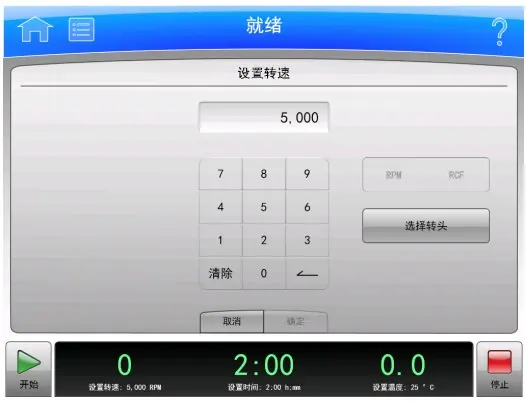 就绪
?
设置转速
5,000
7 8 9
4 5 6
1 2 3
清除 0
RPM RCF
选择转头
取消 确定
开始
0 2:00 0.0
设置转速: 5,000 RPM 设置时间: 2:00 h:mm 设置温度: 25 ° C
停止